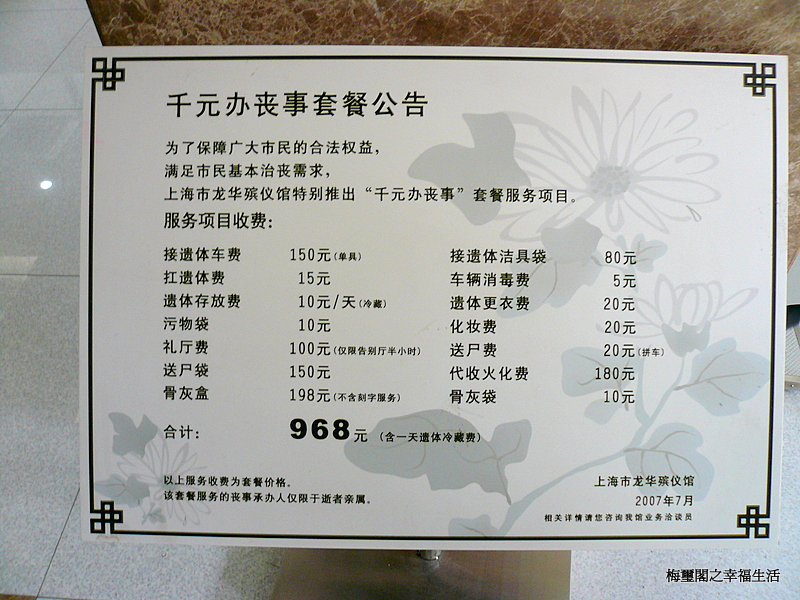 千元办丧事套餐公告
为了保障广大市民的合法权益，
满足市民基本治丧需求，
上海市龙华殡仪馆特别推出“千元办丧事”套餐服务项目。
服务项目收费：
接遗体车费 150元(单具) 接遗体洁具袋 80元
扛遗体费 15元 车辆消毒费 5元
遗体存放费 10元/天(冷藏) 遗体更衣费 20元
污物袋 10元 化妆费 20元
礼厅费 100元(仅限告别厅半小时) 送尸费 20元(拼车)
送尸袋 150元 代收火化费 180元
骨灰盒 198元(不含刻字服务) 骨灰袋 10元
合计： 968元 (含一天遗体冷藏费)
以上服务收费为套餐价格。
该套餐服务的丧事承办人仅限于逝者亲属。
上海市龙华殡仪馆
2007年7月
相关详情请您咨询我馆业务洽谈员
梅璽閣之幸福生活